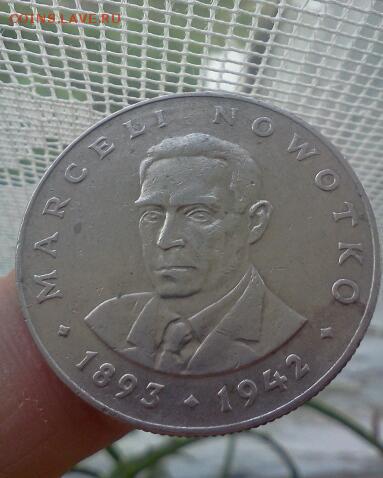 COINS.LAVE.RU
MARCELI NOWOTKO
1893 ◆ 1942